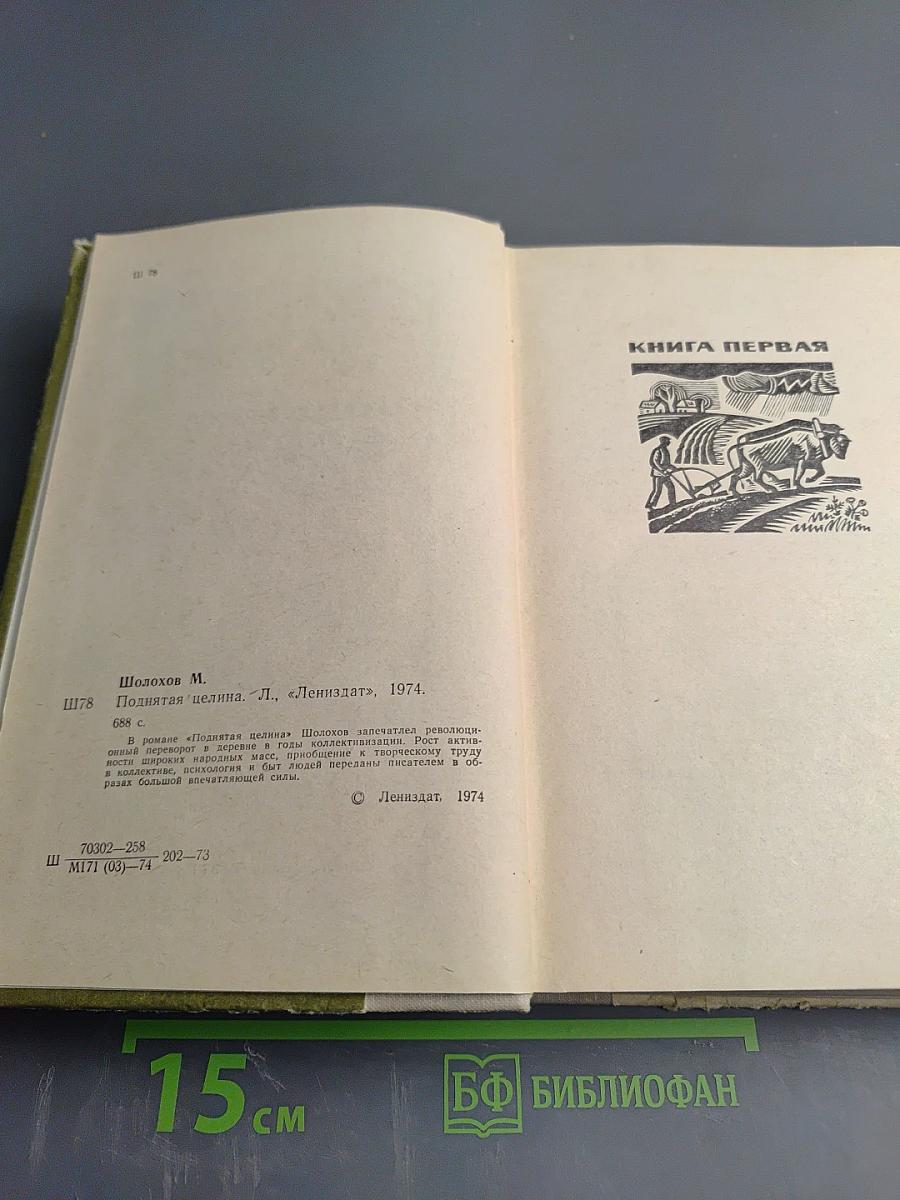 Ш 78
Шолохов М.
Ш78 Поднятая целина. Л., «Лениздат», 1974.
688 с.
В романе «Поднятая целина» Шолохов запечатлел революци-
онный переворот в деревне в годы коллективизации. Рост актив-
ности широких народных масс, приобщение к творческому труду
в коллективе, психология и быт людей переданы писателем в об-
разах большой впечатляющей силы.
© Лениздат, 1974
Ш 70302—258
М171 (03)—74 202—73
КНИГА ПЕРВАЯ
15 см
БФ БИБЛИОФАН